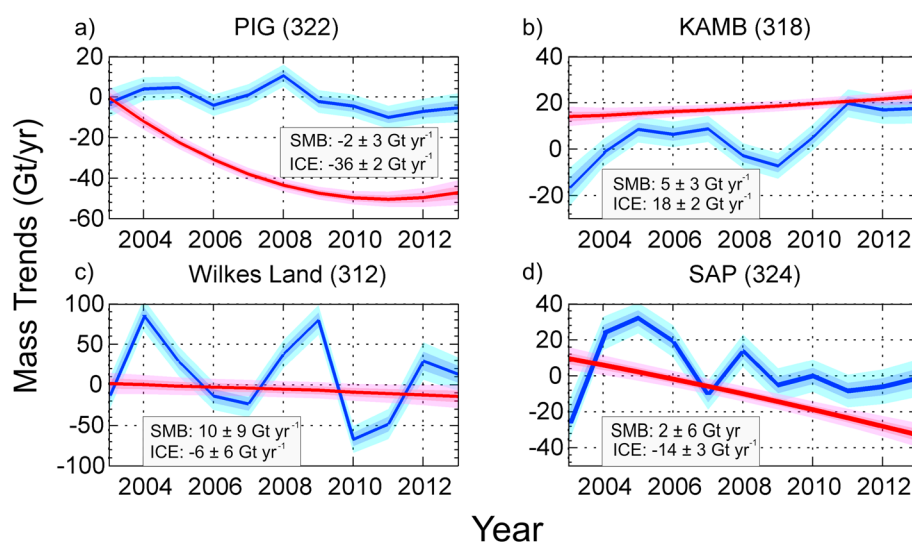 a) PIG (322)
20
0
-20
-40
-60
SMB: -2 ± 3 Gt yr-1
ICE: -36 ± 2 Gt yr-1
2004 2006 2008 2010 2012
b) KAMB (318)
40
20
0
-20
SMB: 5 ± 3 Gt yr-1
ICE: 18 ± 2 Gt yr-1
2004 2006 2008 2010 2012
c) Wilkes Land (312)
100
50
0
-50
-100
SMB: 10 ± 9 Gt yr-1
ICE: -6 ± 6 Gt yr-1
2004 2006 2008 2010 2012
d) SAP (324)
40
20
0
-20
-40
SMB: 2 ± 6 Gt yr
ICE: -14 ± 3 Gt yr-1
2004 2006 2008 2010 2012
Mass Trends (Gt/yr)
Year